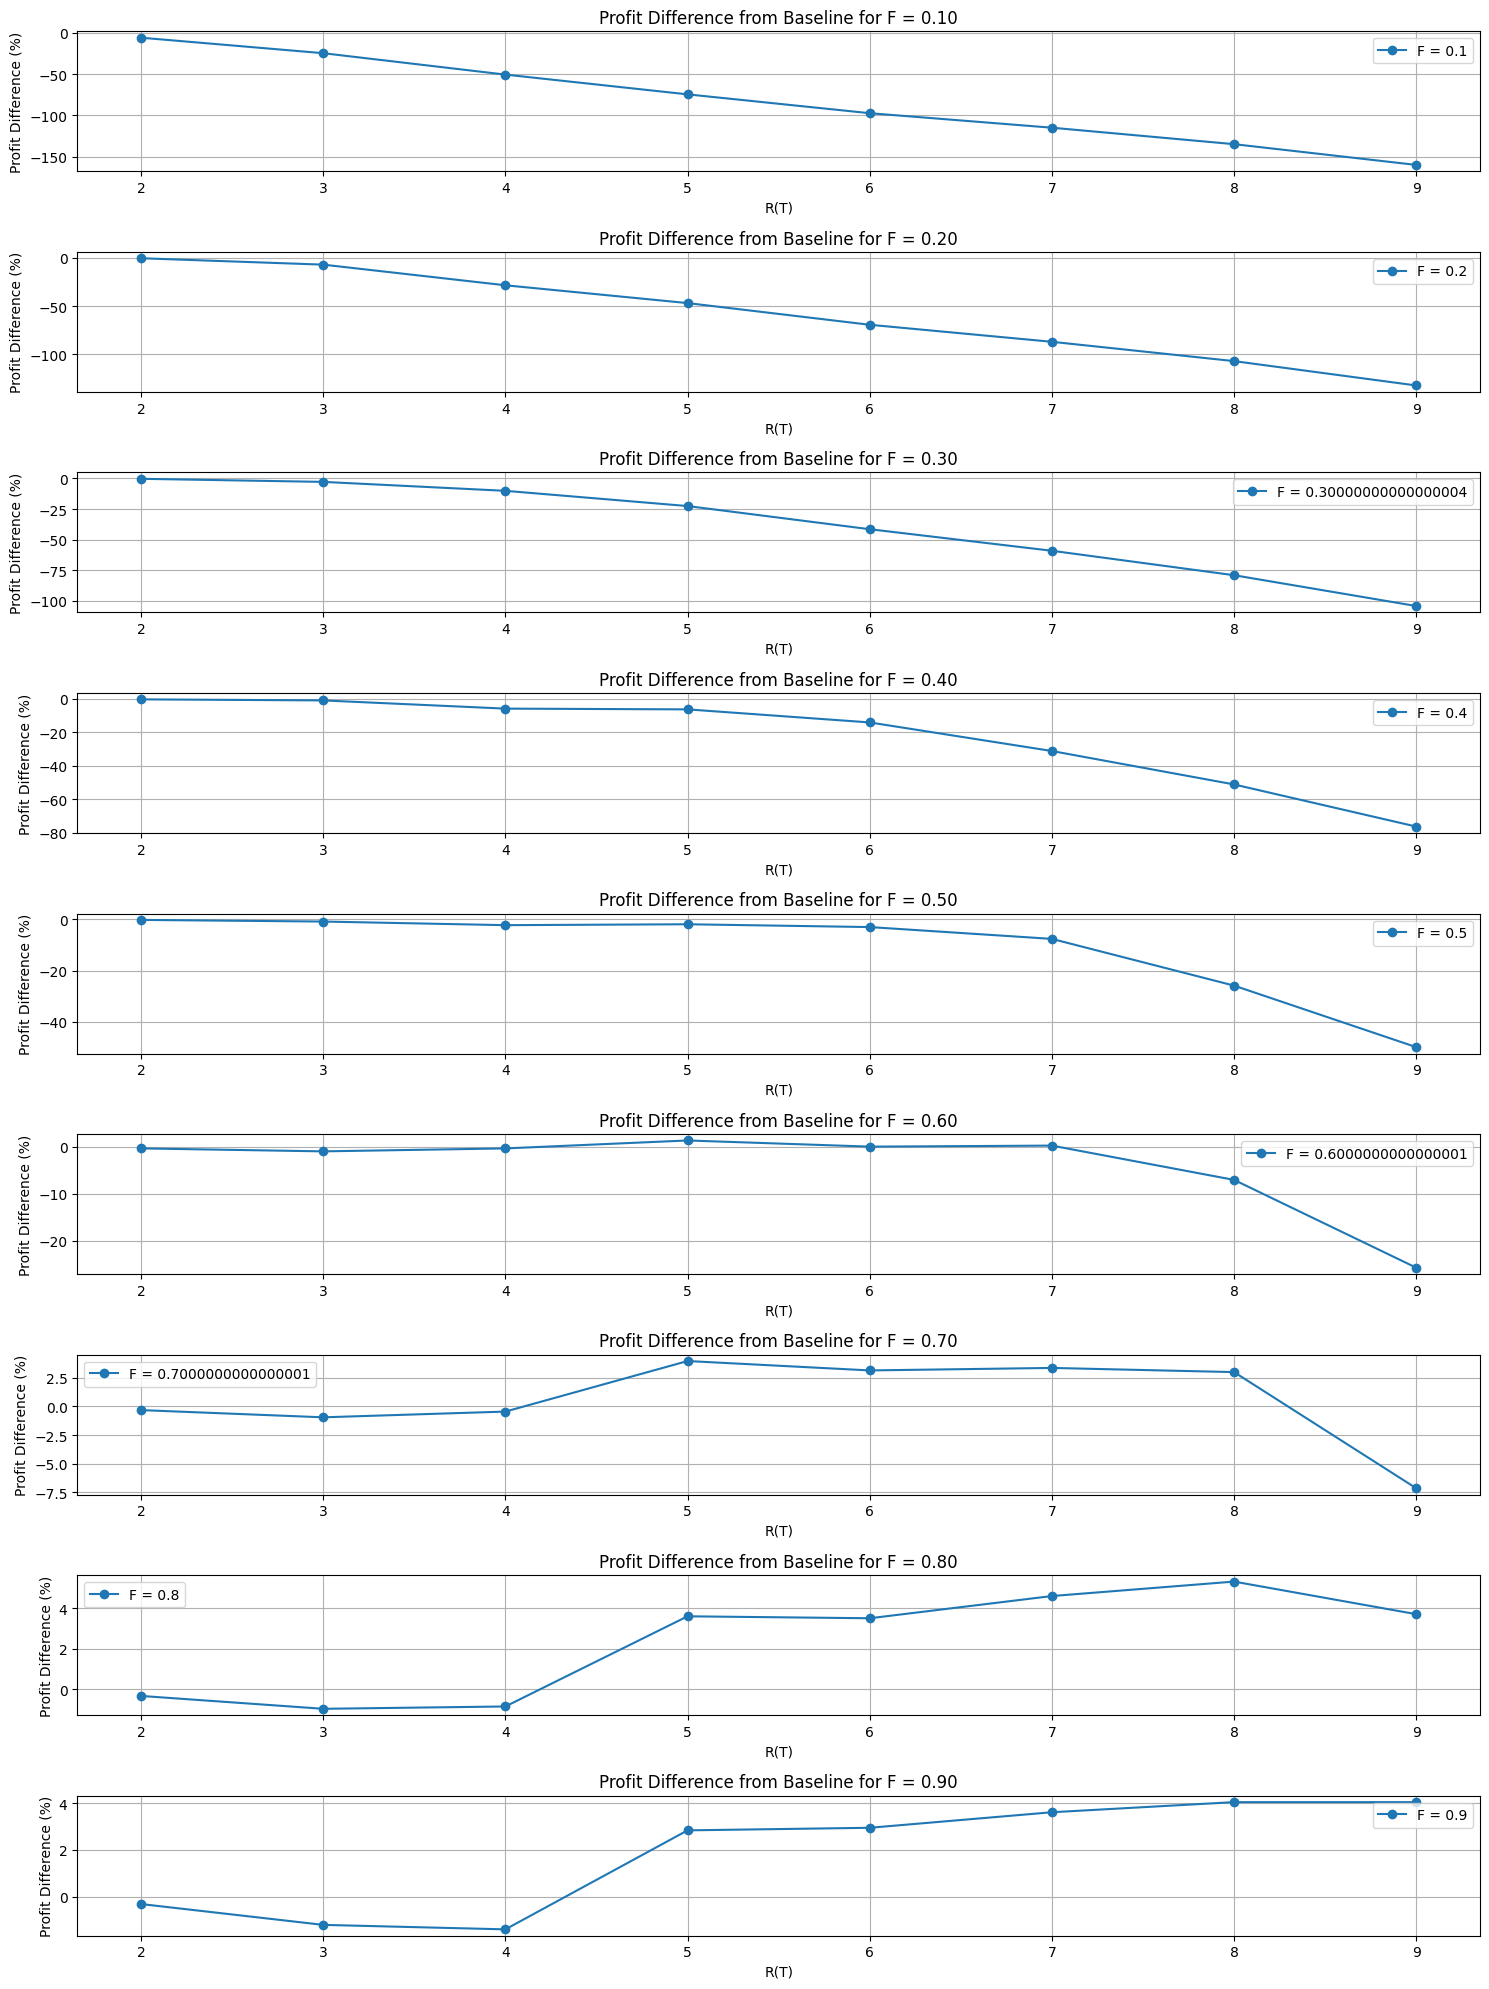 Profit Difference from Baseline for F = 0.10
Profit Difference (%)
0
−50
−100
−150
F = 0.1
2 3 4 5 6 7 8 9
R(T)
Profit Difference from Baseline for F = 0.20
Profit Difference (%)
0
−50
−100
F = 0.2
2 3 4 5 6 7 8 9
R(T)
Profit Difference from Baseline for F = 0.30
Profit Difference (%)
0
−25
−50
−75
−100
F = 0.30000000000000004
2 3 4 5 6 7 8 9
R(T)
Profit Difference from Baseline for F = 0.40
Profit Difference (%)
0
−20
−40
−60
−80
F = 0.4
2 3 4 5 6 7 8 9
R(T)
Profit Difference from Baseline for F = 0.50
Profit Difference (%)
0
−20
−40
F = 0.5
2 3 4 5 6 7 8 9
R(T)
Profit Difference from Baseline for F = 0.60
Profit Difference (%)
0
−10
−20
F = 0.6000000000000001
2 3 4 5 6 7 8 9
R(T)
Profit Difference from Baseline for F = 0.70
Profit Difference (%)
2.5
0.0
−2.5
−5.0
−7.5
F = 0.7000000000000001
2 3 4 5 6 7 8 9
R(T)
Profit Difference from Baseline for F = 0.80
Profit Difference (%)
4
2
0
F = 0.8
2 3 4 5 6 7 8 9
R(T)
Profit Difference from Baseline for F = 0.90
Profit Difference (%)
4
2
0
F = 0.9
2 3 4 5 6 7 8 9
R(T)